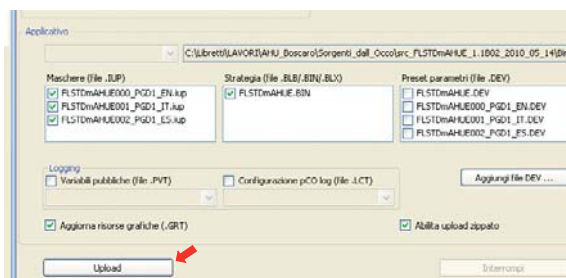 Applicativo
C:\Libretti\LAVORI\AHU_Boscaro\Sorgenti_dall_Occo\src_FLSTDmAHUE_1.1802_2010_05_14\Bin
Maschere (file .IUP)
FLSTDmAHUE000_PGD1_EN.iup
FLSTDmAHUE001_PGD1_IT.iup
FLSTDmAHUE002_PGD1_ES.iup
Strategia (file .BLB/.BIN/.BLX)
FLSTDmAHUE.BIN
Preset parametri (file .DEV)
FLSTDmAHUE.DEV
FLSTDmAHUE000_PGD1_EN.DEV
FLSTDmAHUE001_PGD1_IT.DEV
FLSTDmAHUE002_PGD1_ES.DEV
Logging
Variabili pubbliche (file .PVT)
Configurazione pCO log (file .LCT)
Aggiungi file DEV ...
Aggiorna risorse grafiche (.GRT)
Abilita upload zippato
Upload
Interrompi